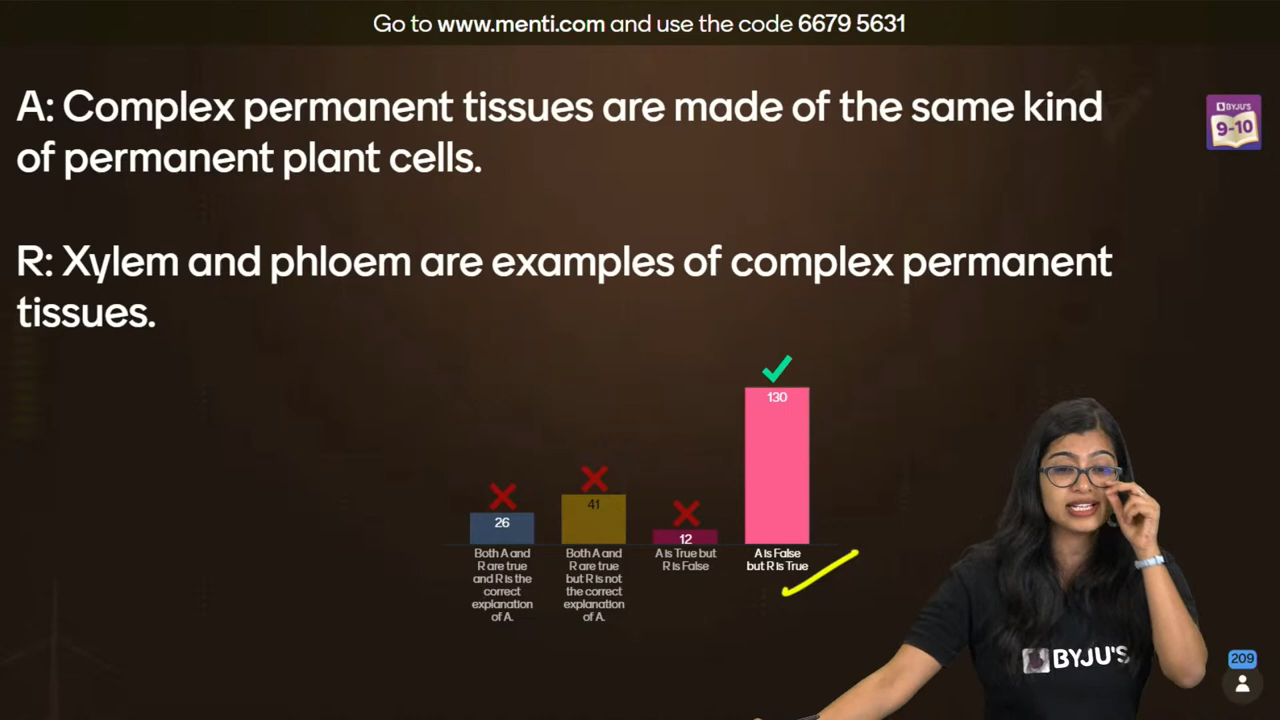 Go to www.menti.com and use the code 6679 5631
A: Complex permanent tissues are made of the same kind
of permanent plant cells.
BYJU'S
9-10
R: Xylem and phloem are examples of complex permanent
tissues.
130
41
26
12
Both A and
R are true
and R is the
correct
explanation
of A.
Both A and
R are true
but R is not
the correct
explanation
of A.
A is True but
R is False
A is False
but R is True
BYJU'S
209